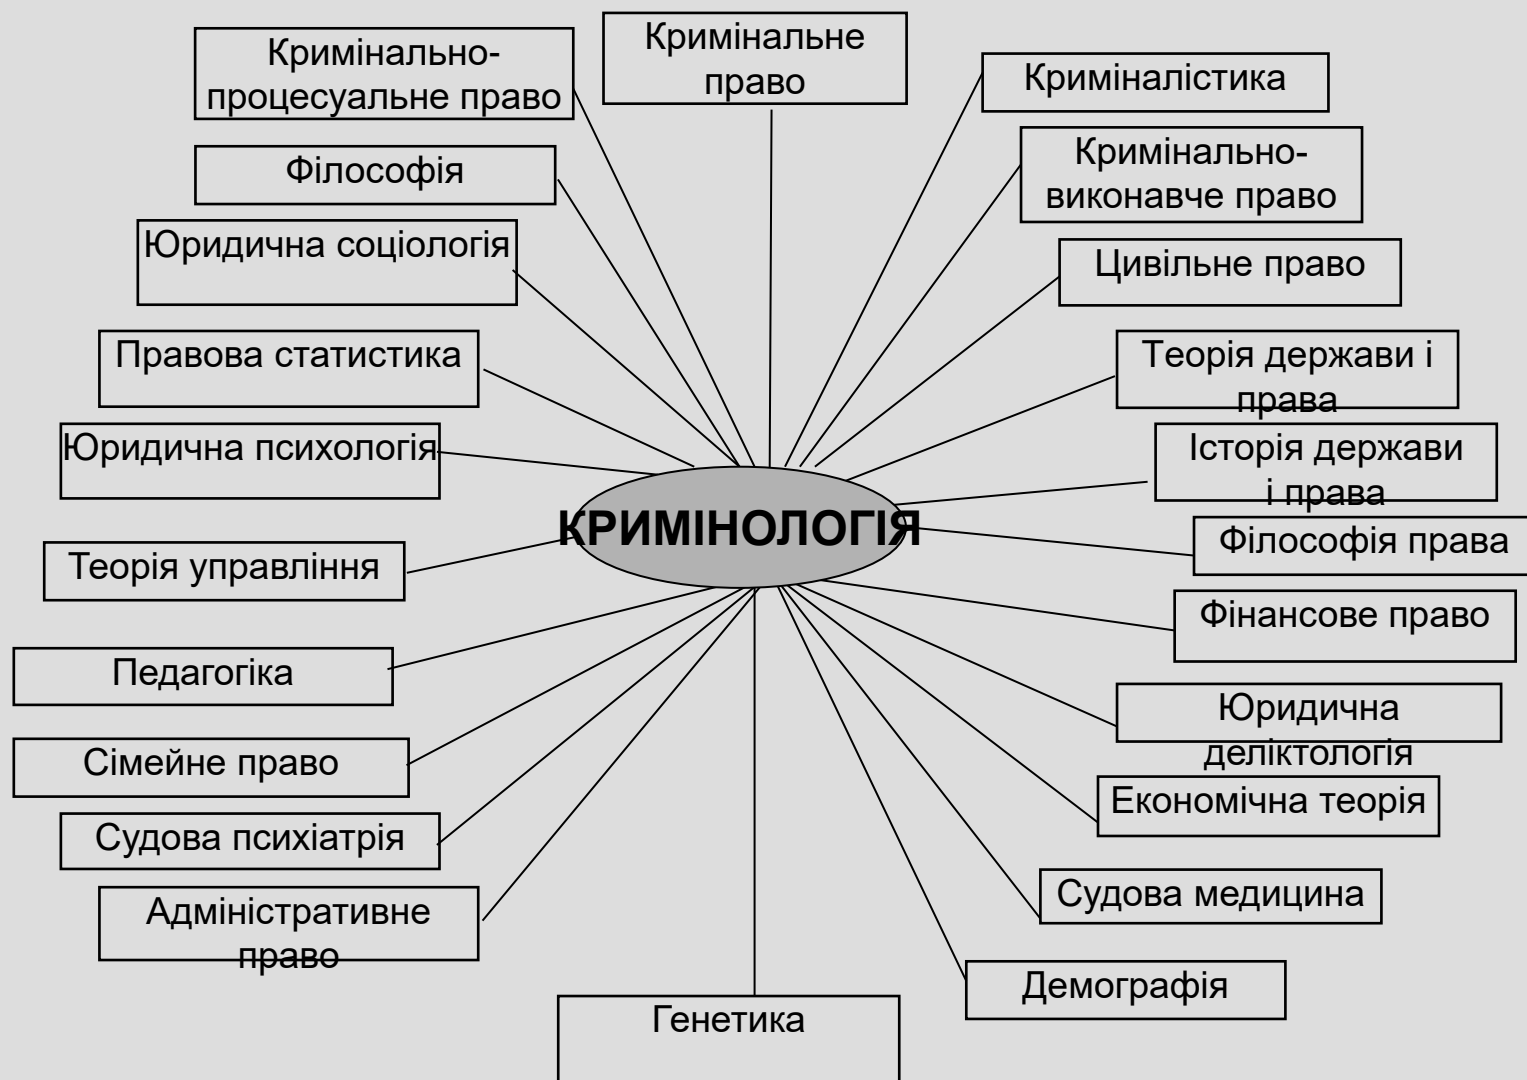 Кримінально-
процесуальне право
Кримінальне
право
Криміналістика
Кримінально-
виконавче право
Філософія
Юридична соціологія
Цивільне право
Правова статистика
Теорія держави і
права
Юридична психологія
Історія держави
і права
КРИМІНОЛОГІЯ
Філософія права
Теорія управління
Фінансове право
Педагогіка
Юридична
деліктологія
Сімейне право
Економічна теорія
Судова психіатрія
Судова медицина
Адміністративне
право
Демографія
Генетика